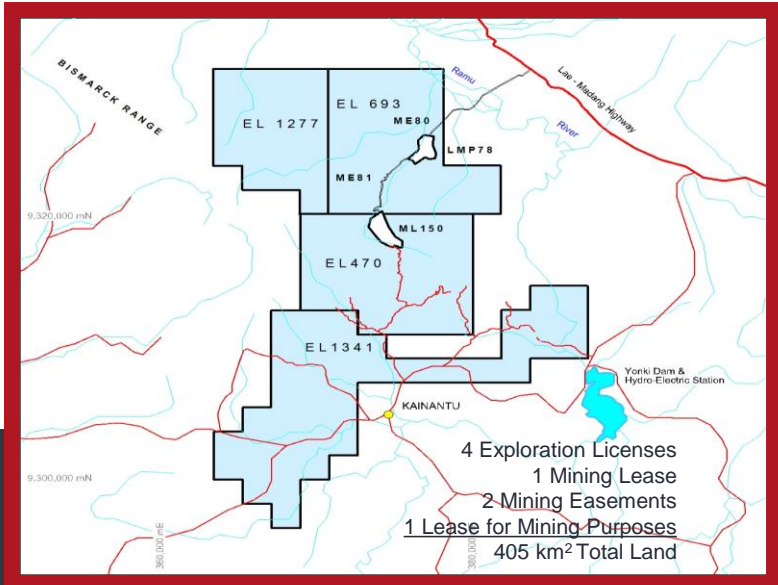 BISMARCK RANGE
Ramu
Lae - Madang Highway
River
EL 1277
EL 693
ME80
LMP78
ME81
9,320,000 mN
ML150
EL470
EL1341
Yonki Dam &
Hydro-Electric Station
KAINANTU
4 Exploration Licenses
1 Mining Lease
2 Mining Easements
1 Lease for Mining Purposes
405 km² Total Land
9,300,000 mN
360,000 mE
380,000